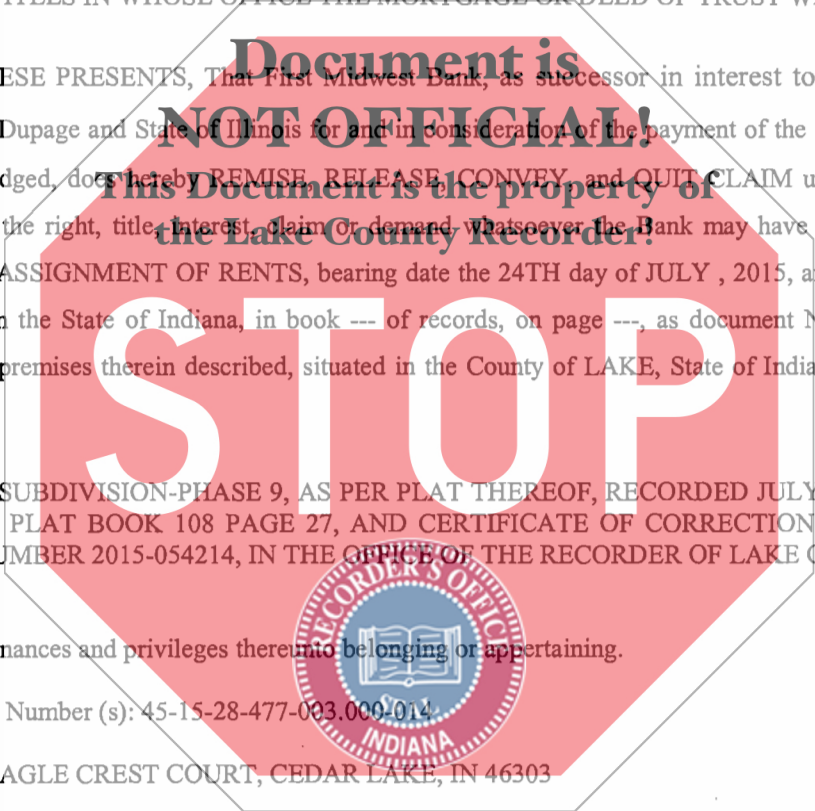 IN WHOSE OFFICE THE MORTGAGE OR DEED OF TRUST
Document is
ESE PRESENTS, That First Midwest Bank, as successor in interest to
NOT OFFICIAL!
Dupage and State of Illinois for and in consideration of the payment of the
dged, does hereby REMISE, RELEASE, CONVEY, and QUIT CLAIM u
This Document is the property of
the right, title, interest, claim or demand whatsoever the Bank may have
the Lake County Recorder!
ASSIGNMENT OF RENTS, bearing date the 24TH day of JULY , 2015, a
n the State of Indiana, in book --- of records, on page ---, as document N
premises therein described, situated in the County of LAKE, State of India
STOP
SUBDIVISION-PHASE 9, AS PER PLAT THEREOF, RECORDED JULY
PLAT BOOK 108 PAGE 27, AND CERTIFICATE OF CORRECTION
UMBER 2015-054214, IN THE OFFICE OF THE RECORDER OF LAKE C
RECORDER'S OFFICE
nances and privileges thereunto belonging or appertaining.
SEAL
Number (s): 45-15-28-477-003.000-014
INDIANA
AGLE CREST COURT, CEDAR LAKE, IN 46303